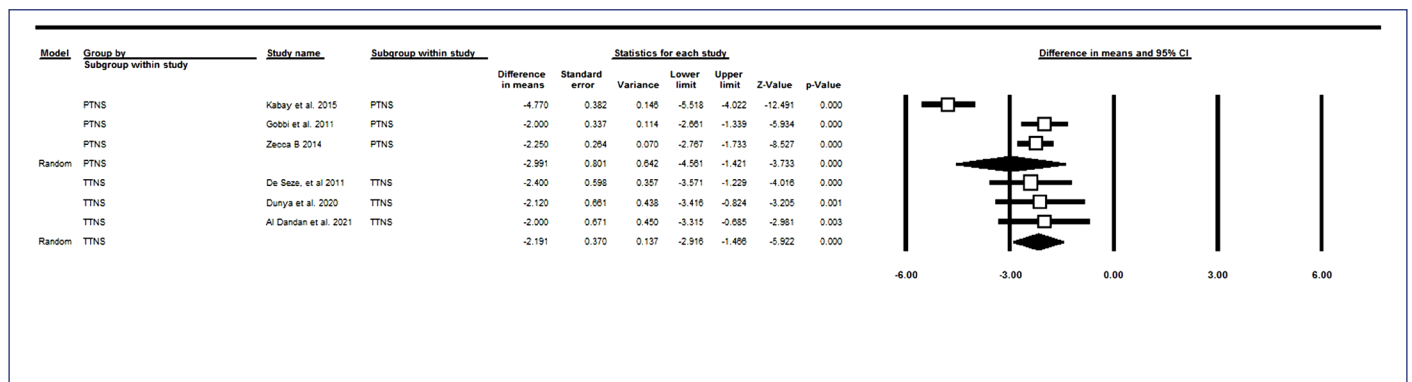 Model Group by Study name Subgroup within study Statistics for each study Difference in means and 95% CI
Subgroup within study
Difference in means Standard error Variance Lower limit Upper limit Z-Value p-Value
PTNS Kabay et al. 2015 PTNS -4.770 0.382 0.146 -5.518 -4.022 -12.491 0.000
PTNS Gobbi et al. 2011 PTNS -2.000 0.337 0.114 -2.661 -1.339 -5.934 0.000
PTNS Zecca B 2014 PTNS -2.250 0.264 0.070 -2.767 -1.733 -8.527 0.000
Random PTNS -2.991 0.801 0.642 -4.561 -1.421 -3.733 0.000
TTNS De Seze, et al 2011 TTNS -2.400 0.598 0.357 -3.571 -1.229 -4.016 0.000
TTNS Dunya et al. 2020 TTNS -2.120 0.661 0.438 -3.416 -0.824 -3.205 0.001
TTNS Al Dandan et al. 2021 TTNS -2.000 0.671 0.450 -3.315 -0.685 -2.981 0.003
Random TTNS -2.191 0.370 0.137 -2.916 -1.466 -5.922 0.000
-6.00 -3.00 0.00 3.00 6.00